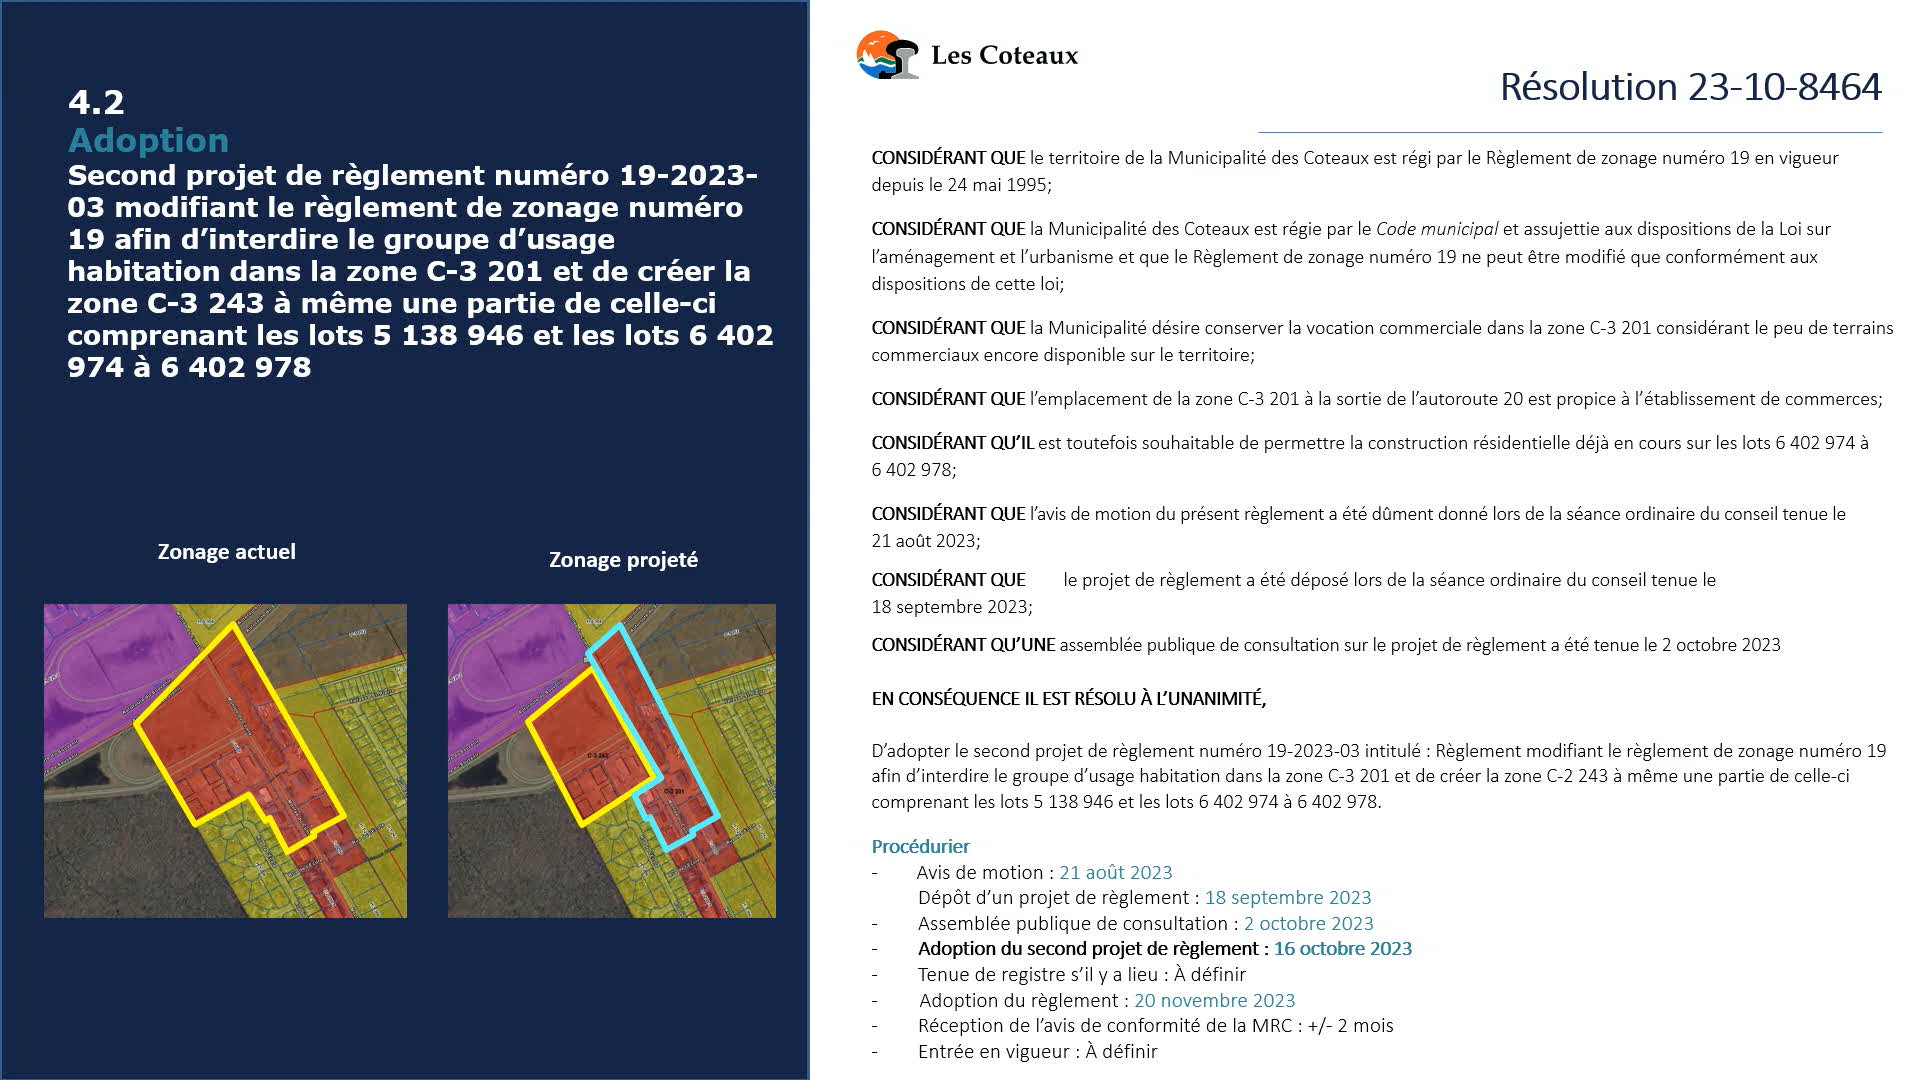 4.2
Adoption
Second projet de règlement numéro 19-2023-
03 modifiant le règlement de zonage numéro
19 afin d’interdire le groupe d’usage
habitation dans la zone C-3 201 et de créer la
zone C-3 243 à même une partie de celle-ci
comprenant les lots 5 138 946 et les lots 6 402
974 à 6 402 978
Zonage actuel
Zonage projeté
C-3 243
C-3 201
Les Coteaux
Résolution 23-10-8464
CONSIDÉRANT QUE le territoire de la Municipalité des Coteaux est régi par le Règlement de zonage numéro 19 en vigueur
depuis le 24 mai 1995;
CONSIDÉRANT QUE la Municipalité des Coteaux est régie par le Code municipal et assujettie aux dispositions de la Loi sur
l’aménagement et l’urbanisme et que le Règlement de zonage numéro 19 ne peut être modifié que conformément aux
dispositions de cette loi;
CONSIDÉRANT QUE la Municipalité désire conserver la vocation commerciale dans la zone C-3 201 considérant le peu de terrains
commerciaux encore disponible sur le territoire;
CONSIDÉRANT QUE l’emplacement de la zone C-3 201 à la sortie de l’autoroute 20 est propice à l’établissement de commerces;
CONSIDÉRANT QU’IL est toutefois souhaitable de permettre la construction résidentielle déjà en cours sur les lots 6 402 974 à
6 402 978;
CONSIDÉRANT QUE l’avis de motion du présent règlement a été dûment donné lors de la séance ordinaire du conseil tenue le
21 août 2023;
CONSIDÉRANT QUE le projet de règlement a été déposé lors de la séance ordinaire du conseil tenue le
18 septembre 2023;
CONSIDÉRANT QU’UNE assemblée publique de consultation sur le projet de règlement a été tenue le 2 octobre 2023
EN CONSÉQUENCE IL EST RÉSOLU À L’UNANIMITÉ,
D’adopter le second projet de règlement numéro 19-2023-03 intitulé : Règlement modifiant le règlement de zonage numéro 19
afin d’interdire le groupe d’usage habitation dans la zone C-3 201 et de créer la zone C-2 243 à même une partie de celle-ci
comprenant les lots 5 138 946 et les lots 6 402 974 à 6 402 978.
Procédurier
- Avis de motion : 21 août 2023
Dépôt d’un projet de règlement : 18 septembre 2023
- Assemblée publique de consultation : 2 octobre 2023
- Adoption du second projet de règlement : 16 octobre 2023
- Tenue de registre s’il y a lieu : À définir
- Adoption du règlement : 20 novembre 2023
- Réception de l’avis de conformité de la MRC : +/- 2 mois
- Entrée en vigueur : À définir